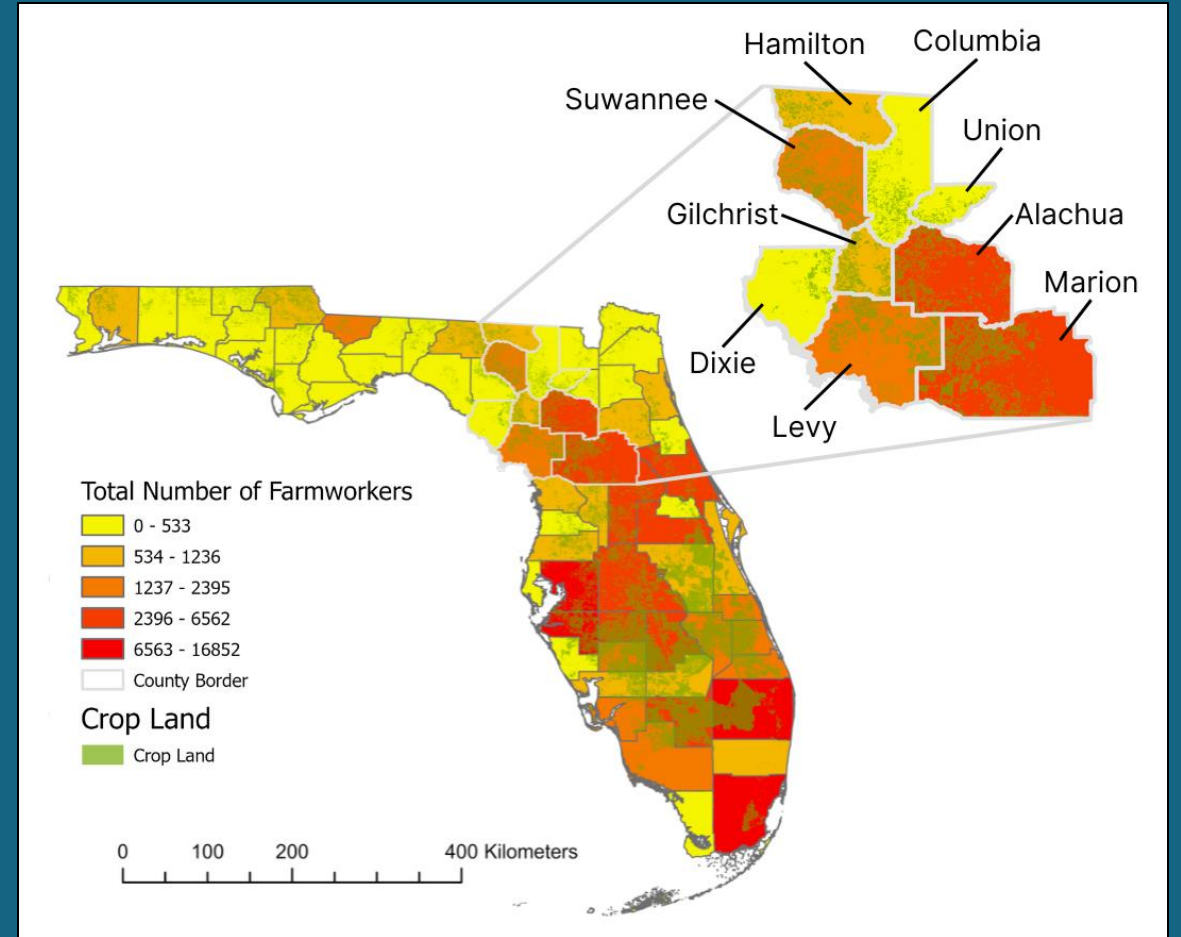 Hamilton
Columbia
Suwannee
Union
Gilchrist
Alachua
Marion
Dixie
Levy
Total Number of Farmworkers
0 - 533
534 - 1236
1237 - 2395
2396 - 6562
6563 - 16852
County Border
Crop Land
Crop Land
0 100 200 400 Kilometers